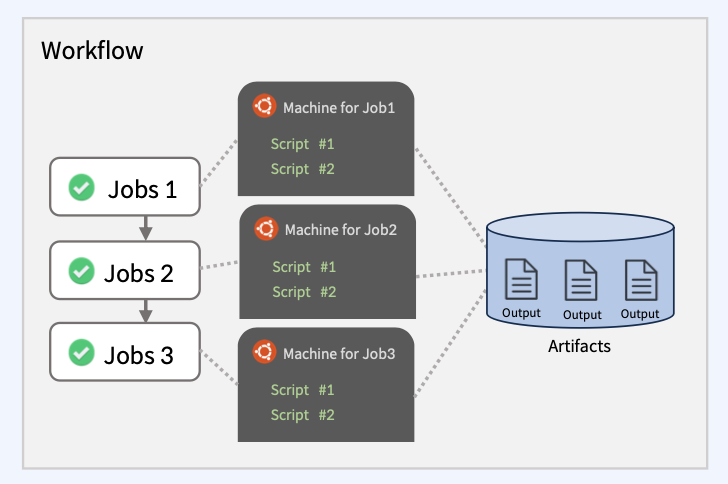 Workflow
Jobs 1
Jobs 2
Jobs 3
Machine for Job1
Script #1
Script #2
Machine for Job2
Script #1
Script #2
Machine for Job3
Script #1
Script #2
Output
Output
Output
Artifacts